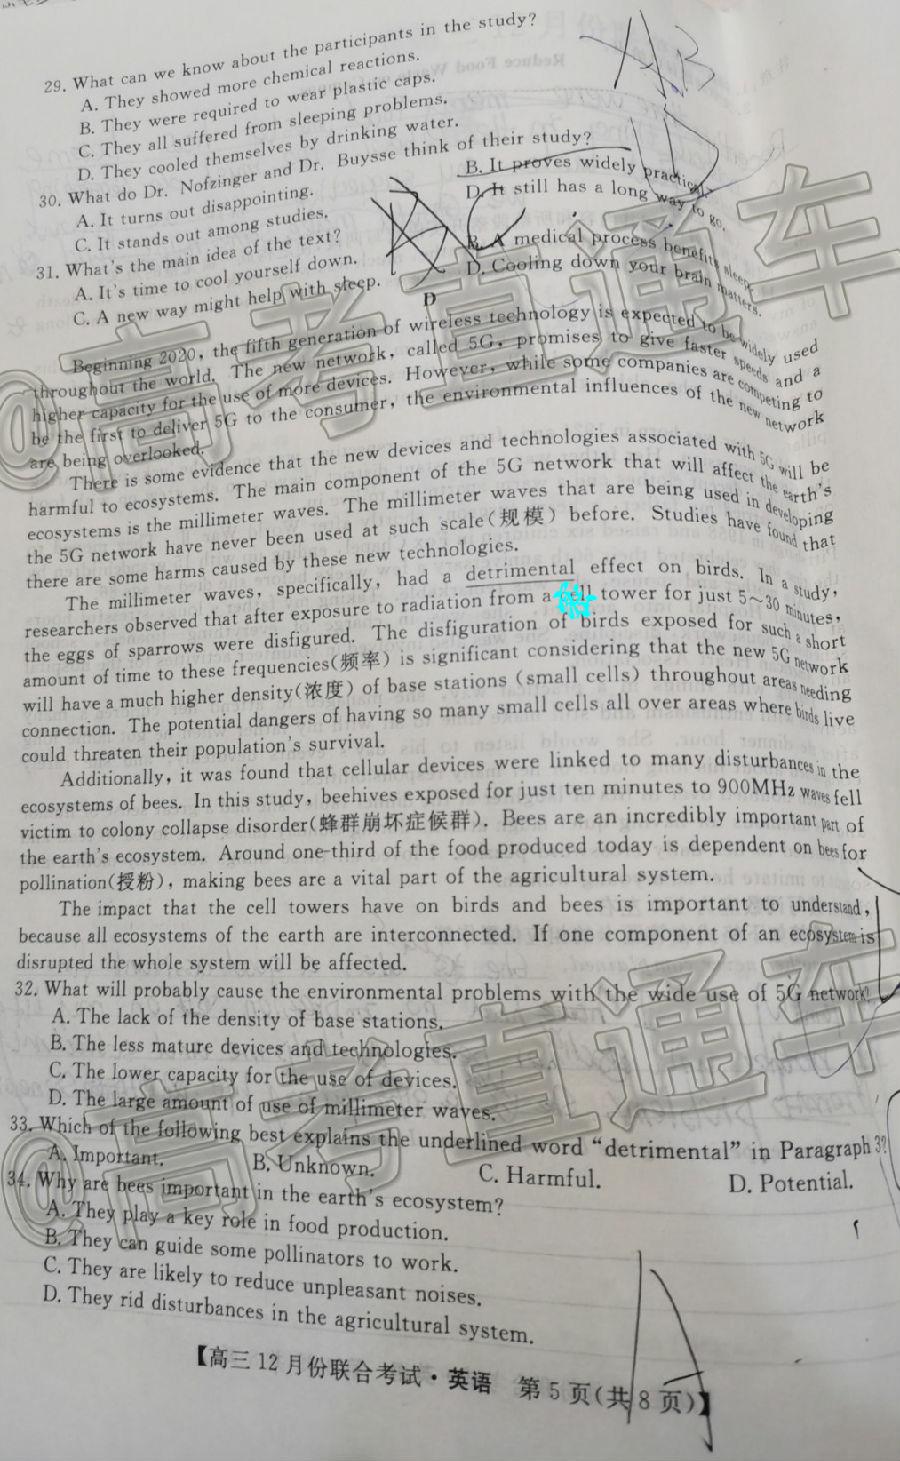 29. What can we know about the participants in the study?
A. They showed more chemical reactions.
B. They were required to wear plastic caps.
C. They all suffered from sleeping problems.
D. They cooled themselves by drinking water.
30. What do Dr. Nofzinger and Dr. Buysse think of their study?
A. It turns out disappointing. B. It proves widely practical.
C. It stands out among studies. D. It still has a long way to go.
31. What's the main idea of the text?
A. It's time to cool yourself down. B. A medical process benefits sleep.
C. A new way might help with sleep. D. Cooling down your brain matters.
D
Beginning 2020, the fifth generation of wireless technology is expected to be widely used
throughout the world. The new network, called 5G, promises to give faster speeds and a
higher capacity for the use of more devices. However, while some companies are competing to
be the first to deliver 5G to the consumer, the environmental influences of the new network
are being overlooked.
There is some evidence that the new devices and technologies associated with 5G will be
harmful to ecosystems. The main component of the 5G network that will affect the earth's
ecosystems is the millimeter waves. The millimeter waves that are being used in developing
the 5G network have never been used at such scale(规模) before. Studies have found that
there are some harms caused by these new technologies.
The millimeter waves, specifically, had a detrimental effect on birds. In a study,
researchers observed that after exposure to radiation from a tower for just 5~30 minutes,
the eggs of sparrows were disfigured. The disfiguration of birds exposed for such a short
amount of time to these frequencies(频率) is significant considering that the new 5G network
will have a much higher density(浓度) of base stations (small cells) throughout areas needing
connection. The potential dangers of having so many small cells all over areas where birds live
could threaten their population's survival.
Additionally, it was found that cellular devices were linked to many disturbances in the
ecosystems of bees. In this study, beehives exposed for just ten minutes to 900MHz waves fell
victim to colony collapse disorder(蜂群崩坏症候群). Bees are an incredibly important part of
the earth's ecosystem. Around one-third of the food produced today is dependent on bees for
pollination(授粉), making bees are a vital part of the agricultural system.
The impact that the cell towers have on birds and bees is important to understand,
because all ecosystems of the earth are interconnected. If one component of an ecosystem is
disrupted the whole system will be affected.
32. What will probably cause the environmental problems with the wide use of 5G network?
A. The lack of the density of base stations.
B. The less mature devices and technologies.
C. The lower capacity for the use of devices.
D. The large amount of use of millimeter waves.
33. Which of the following best explains the underlined word "detrimental" in Paragraph 3?
A. Important. B. Unknown. C. Harmful. D. Potential.
34. Why are bees important in the earth's ecosystem?
A. They play a key role in food production.
B. They can guide some pollinators to work.
C. They are likely to reduce unpleasant noises.
D. They rid disturbances in the agricultural system.
【高三12月份联合考试·英语 第5页(共8页)】
@高考直通车
@高考直通车